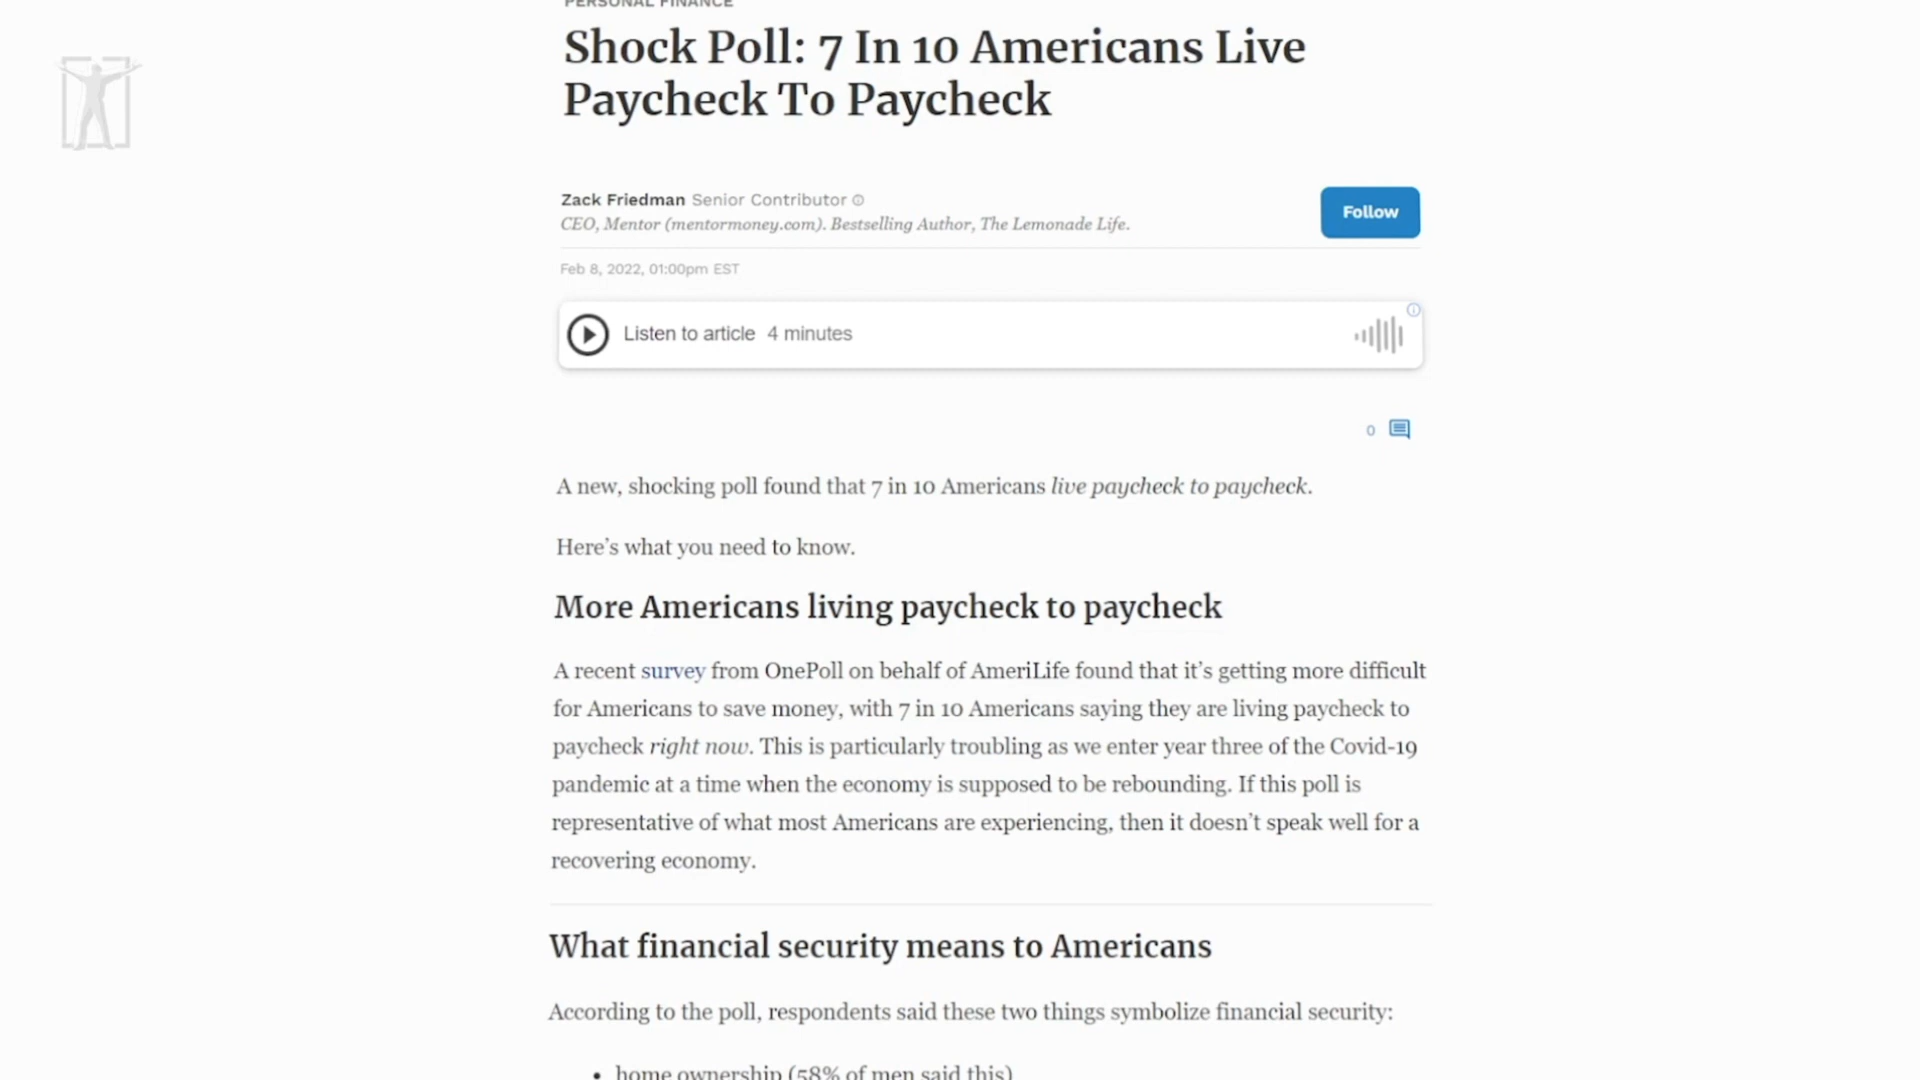 PERSONAL FINANCE
Shock Poll: 7 In 10 Americans Live
Paycheck To Paycheck
Zack Friedman Senior Contributor
Follow
CEO, Mentor (mentormoney.com). Bestselling Author, The Lemonade Life.
Feb 8, 2022, 01:00pm EST
Listen to article 4 minutes
0
A new, shocking poll found that 7 in 10 Americans live paycheck to paycheck.
Here’s what you need to know.
More Americans living paycheck to paycheck
A recent survey from OnePoll on behalf of AmeriLife found that it’s getting more difficult
for Americans to save money, with 7 in 10 Americans saying they are living paycheck to
paycheck right now. This is particularly troubling as we enter year three of the Covid-19
pandemic at a time when the economy is supposed to be rebounding. If this poll is
representative of what most Americans are experiencing, then it doesn’t speak well for a
recovering economy.
What financial security means to Americans
According to the poll, respondents said these two things symbolize financial security:
• home ownership (58% of men said this)